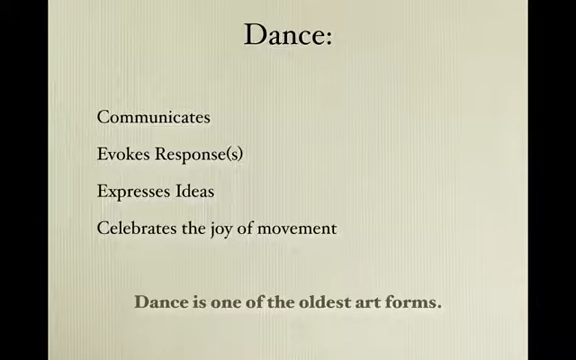 Dance:
Communicates
Evokes Response(s)
Expresses Ideas
Celebrates the joy of movement
Dance is one of the oldest art forms.